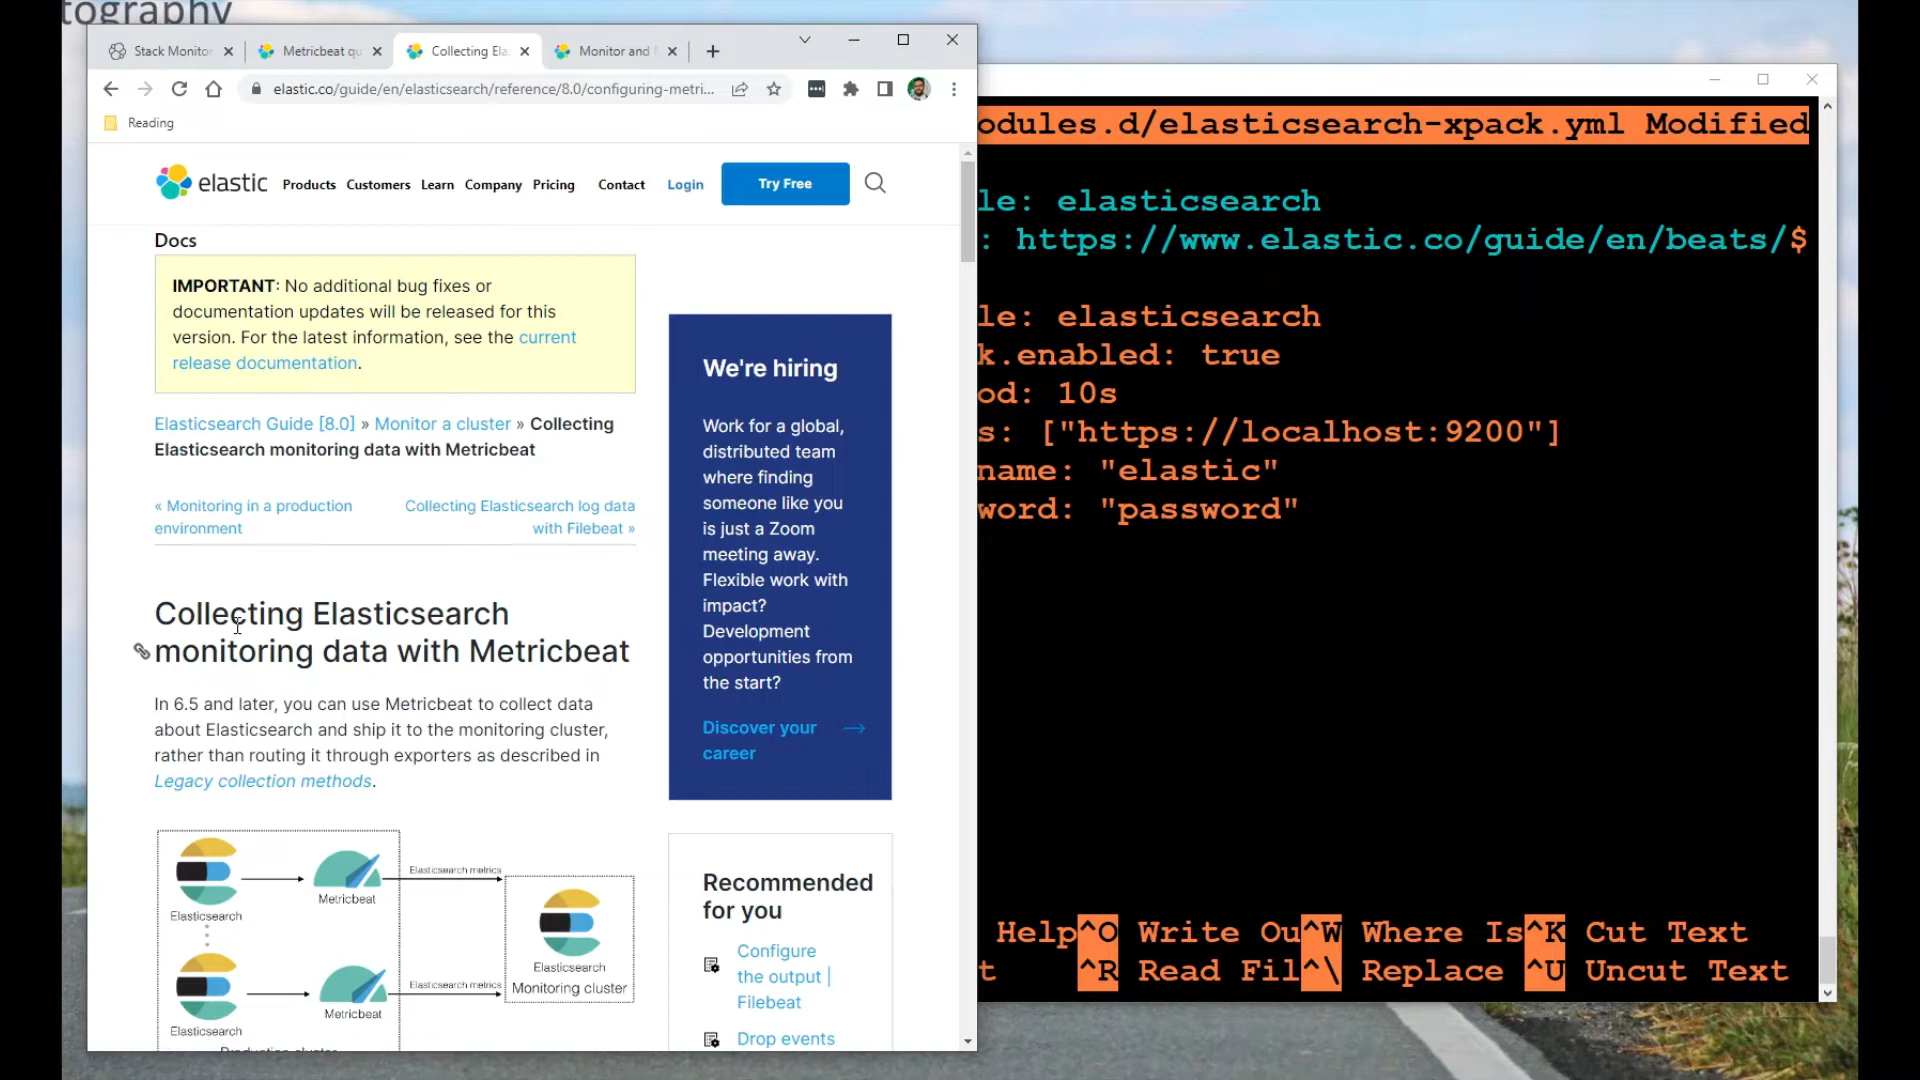 tography
Stack Monitor
Metricbeat qu
Collecting Ela
Monitor and
elastic.co/guide/en/elasticsearch/reference/8.0/configuring-metri...
Reading
elastic
Products Customers Learn Company Pricing Contact Login Try Free
Docs
IMPORTANT: No additional bug fixes or
documentation updates will be released for this
version. For the latest information, see the current
release documentation.
Elasticsearch Guide [8.0] » Monitor a cluster » Collecting
Elasticsearch monitoring data with Metricbeat
« Monitoring in a production
environment
Collecting Elasticsearch log data
with Filebeat »
Collecting Elasticsearch
monitoring data with Metricbeat
In 6.5 and later, you can use Metricbeat to collect data
about Elasticsearch and ship it to the monitoring cluster,
rather than routing it through exporters as described in
Legacy collection methods.
Elasticsearch
Metricbeat
Elasticsearch metrics
Elasticsearch
Monitoring cluster
Elasticsearch metrics
Metricbeat
Elasticsearch
Production cluster
We're hiring
Work for a global,
distributed team
where finding
someone like you
is just a Zoom
meeting away.
Flexible work with
impact?
Development
opportunities from
the start?
Discover your
career
Recommended
for you
Configure
the output |
Filebeat
Drop events
odules.d/elasticsearch-xpack.yml Modified
le: elasticsearch
: https://www.elastic.co/guide/en/beats/$
le: elasticsearch
k.enabled: true
od: 10s
s: ["https://localhost:9200"]
name: "elastic"
word: "password"
Help ^O Write Ou ^W Where Is ^K Cut Text
t ^R Read Fil ^\ Replace ^U Uncut Text